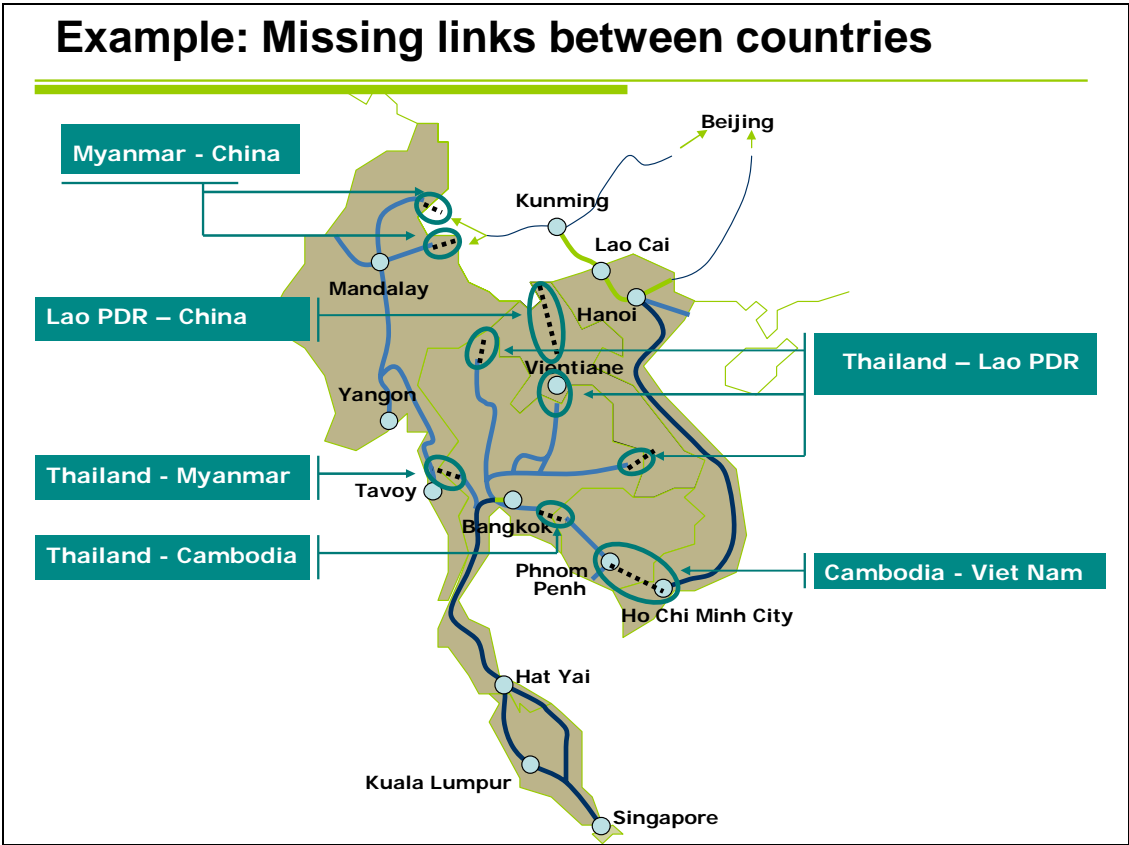 Example: Missing links between countries
Beijing
Myanmar - China
Kunming
Lao Cai
Mandalay
Lao PDR – China
Hanoi
Thailand – Lao PDR
Vientiane
Yangon
Thailand - Myanmar
Tavoy
Bangkok
Thailand - Cambodia
Phnom
Penh
Cambodia - Viet Nam
Ho Chi Minh City
Hat Yai
Kuala Lumpur
Singapore